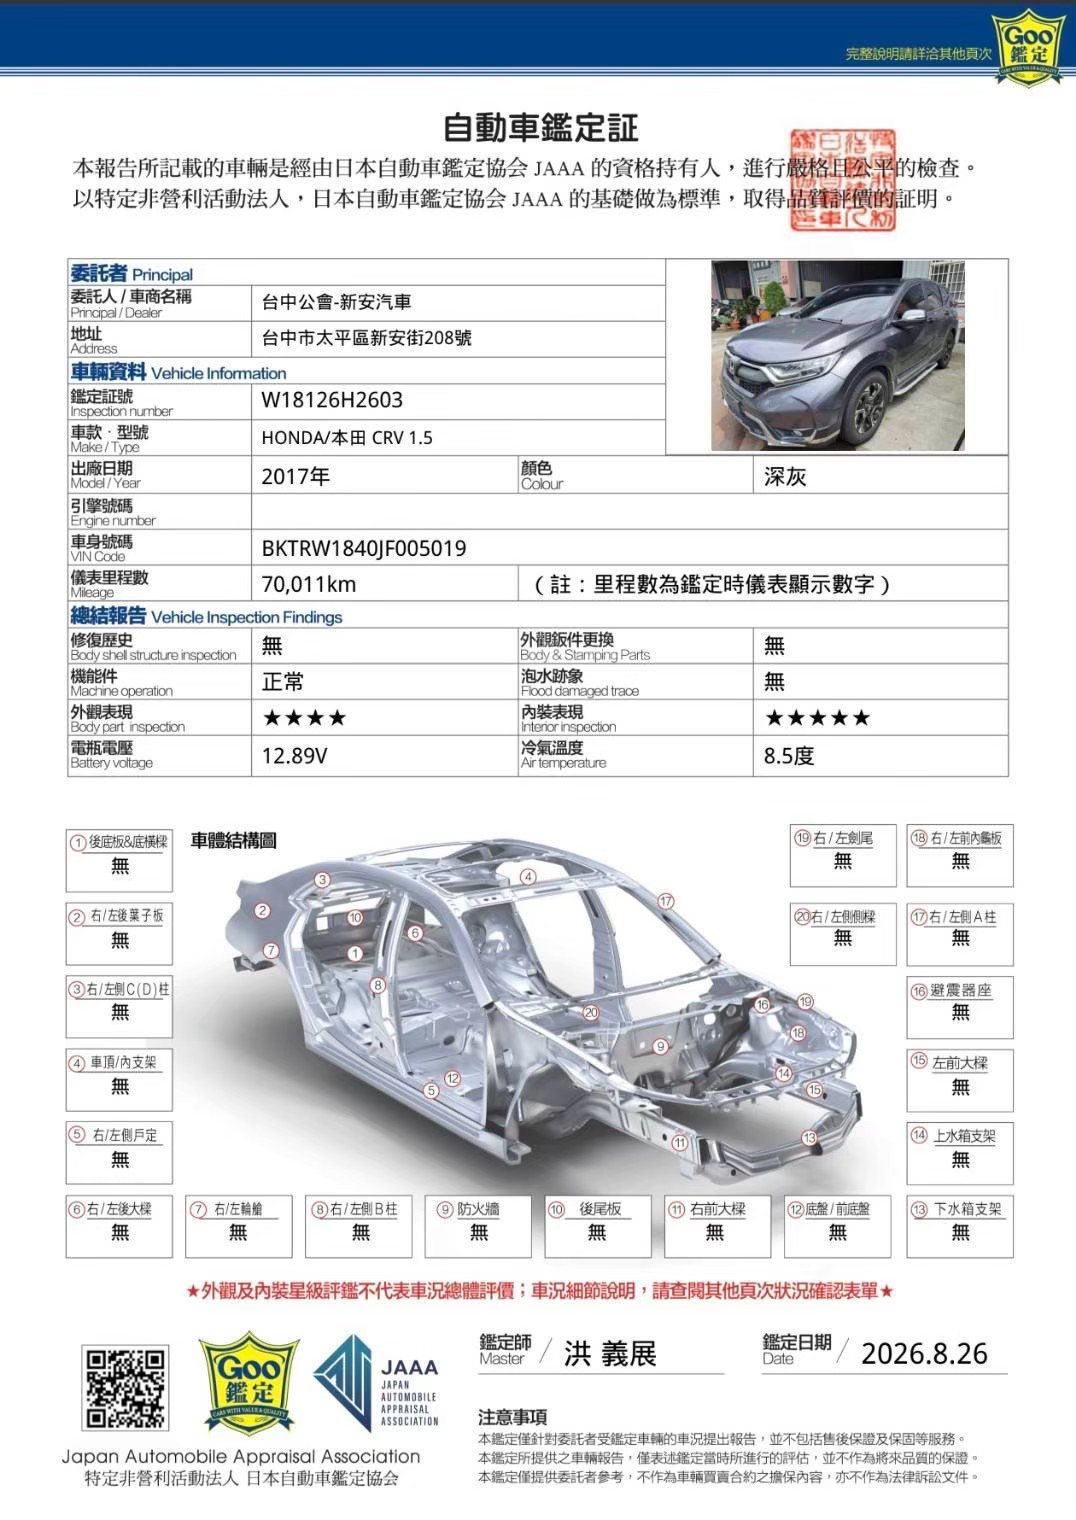 完整說明請詳洽其他頁次
Goo
鑑定
自動車鑑定証
本報告所記載的車輛是經由日本自動車鑑定協会 JAAA 的資格持有人，進行嚴格且公平的檢查。
以特定非營利活動法人，日本自動車鑑定協会 JAAA 的基礎做為標準，取得品質評價的証明。
委託者 Principal
委託人 / 車商名稱
Principal / Dealer
台中公會-新安汽車
地址
Address
台中市太平區新安街208號
車輛資料 Vehicle Information
鑑定証號
Inspection number
W18126H2603
車款‧型號
Make / Type
HONDA/本田 CRV 1.5
出廠日期
Model / Year
2017年
顏色
Colour
深灰
引擎號碼
Engine number
車身號碼
VIN Code
BKTRW1840JF005019
儀表里程數
Mileage
70,011km
（註：里程數為鑑定時儀表顯示數字）
總結報告 Vehicle Inspection Findings
修復歷史
Body shell structure inspection
無
外觀鈑件更換
Body & Stamping Parts
無
機能件
Machine operation
正常
泡水跡象
Flood damaged trace
無
外觀表現
Body part inspection
★★★★
內裝表現
Interior inspection
★★★★★
電瓶電壓
Battery voltage
12.89V
冷氣溫度
Air temperature
8.5度
車體結構圖
① 後底板&底橫樑
無
② 右/左後葉子板
無
③ 右/左側C(D)柱
無
④ 車頂/內支架
無
⑤ 右/左側戶定
無
⑥ 右/左後大樑
無
⑦ 右/左輪艙
無
⑧ 右/左側B柱
無
⑨ 防火牆
無
⑩ 後尾板
無
⑪ 右前大樑
無
⑫ 底盤/前底盤
無
⑬ 下水箱支架
無
⑭ 上水箱支架
無
⑮ 左前大樑
無
⑯ 避震器座
無
⑰ 右/左側A柱
無
⑱ 右/左前內龜板
無
⑲ 右/左劍尾
無
⑳ 右/左側側樑
無
★外觀及內裝星級評鑑不代表車況總體評價；車況細節說明，請查閱其他頁次狀況確認表單★
Goo
鑑定
CARS WITH VALUE & QUALITY
JAAA
JAPAN
AUTOMOBILE
APPRAISAL
ASSOCIATION
Japan Automobile Appraisal Association
特定非營利活動法人 日本自動車鑑定協会
鑑定師
Master
洪 義展
鑑定日期
Date
2026.8.26
注意事項
本鑑定僅針對委託者受鑑定車輛的車況提出報告，並不包括售後保證及保固等服務。
本鑑定所提供之車輛報告，僅表述鑑定當時所進行的評估，並不作為將來品質的保證。
本鑑定僅提供委託者參考，不作為車輛買賣合約之擔保內容，亦不作為法律訴訟文件。